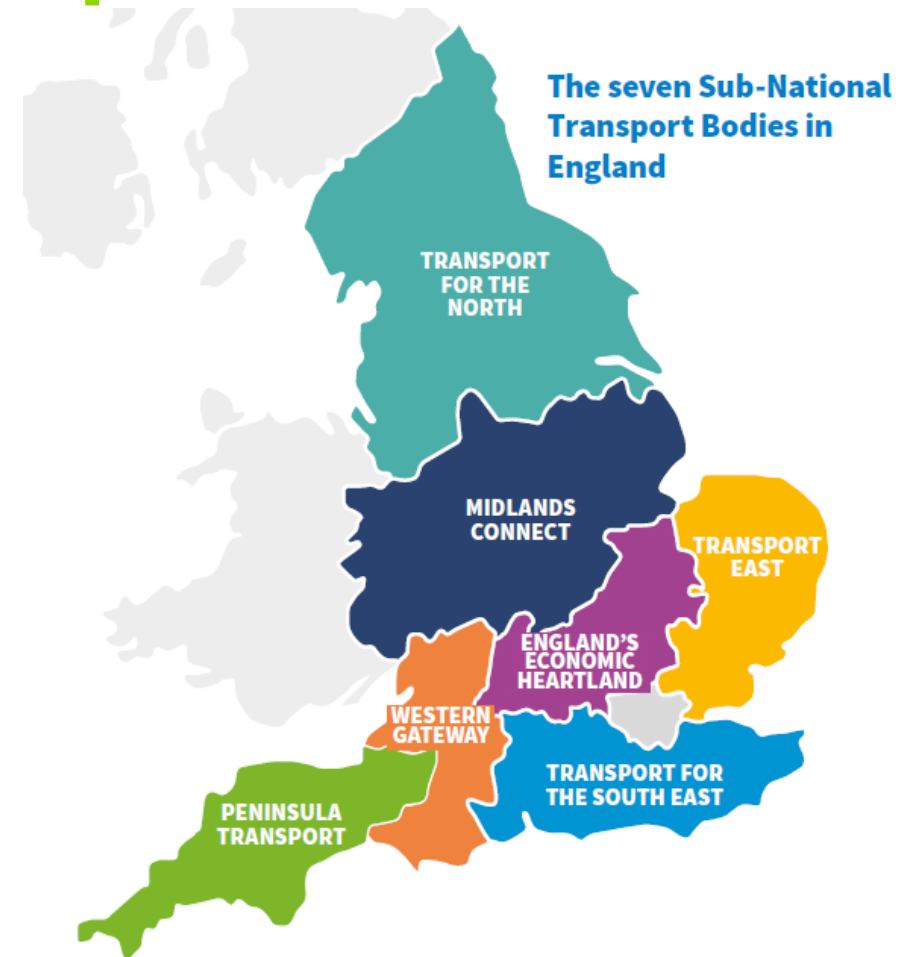 The seven Sub-National
Transport Bodies in
England
TRANSPORT
FOR THE
NORTH
MIDLANDS
CONNECT
TRANSPORT
EAST
ENGLAND'S
ECONOMIC
HEARTLAND
WESTERN
GATEWAY
TRANSPORT FOR
THE SOUTH EAST
PENINSULA
TRANSPORT